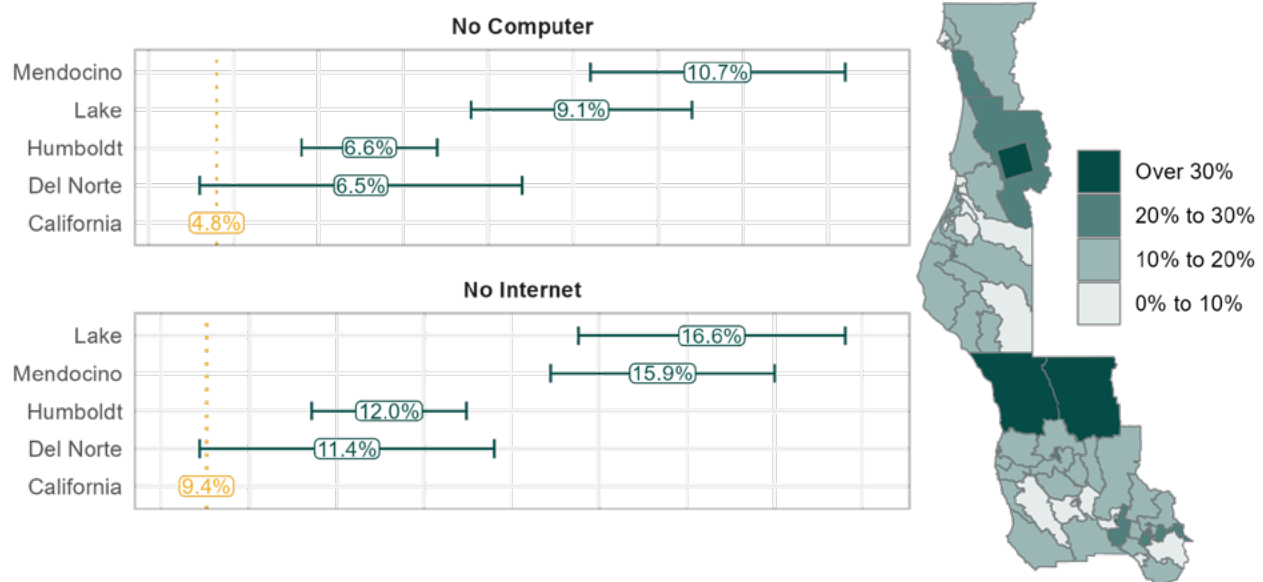 No Computer
Mendocino 10.7%
Lake 9.1%
Humboldt 6.6%
Del Norte 6.5%
California 4.8%
No Internet
Lake 16.6%
Mendocino 15.9%
Humboldt 12.0%
Del Norte 11.4%
California 9.4%
Over 30%
20% to 30%
10% to 20%
0% to 10%